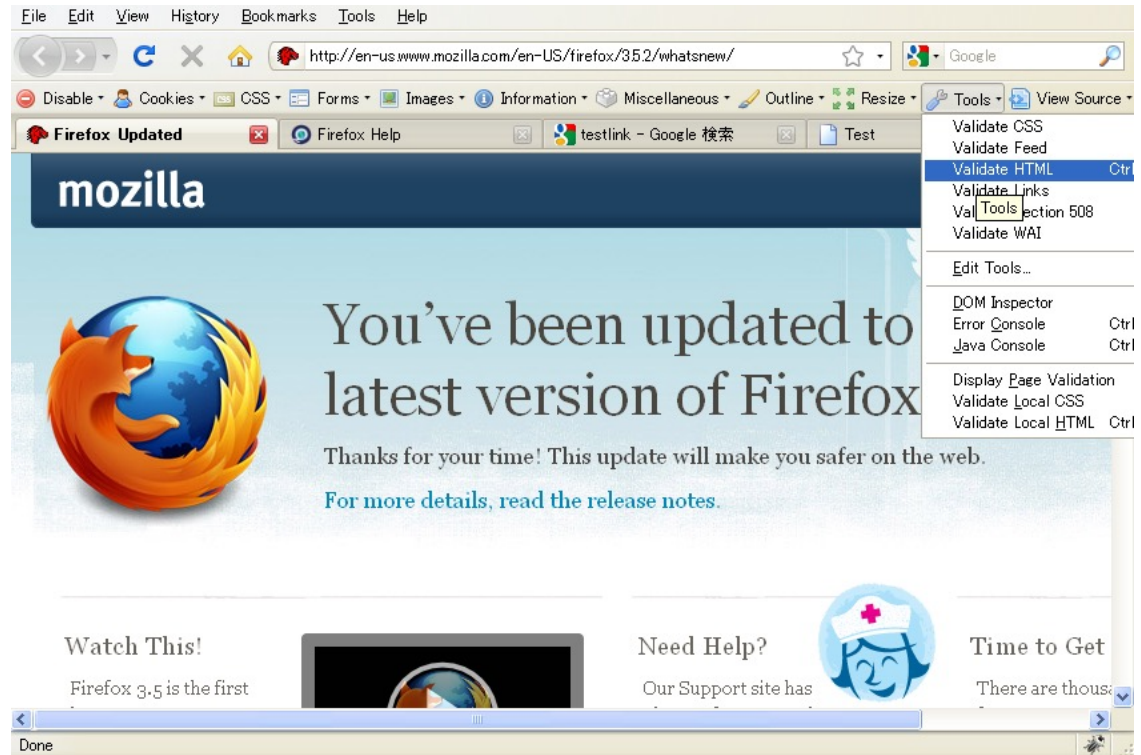 File Edit View History Bookmarks Tools Help
http://en-us.www.mozilla.com/en-US/firefox/3.5.2/whatsnew/ Google
Disable Cookies CSS Forms Images Information Miscellaneous Outline Resize Tools View Source
Firefox Updated Firefox Help testlink - Google 検索 Test
Validate CSS
Validate Feed
Validate HTML Ctrl
Validate Links
Tools
ection 508
Validate WAI
Edit Tools...
DOM Inspector
Error Console Ctrl
Java Console Ctrl
Display Page Validation
Validate Local CSS
Validate Local HTML Ctrl
mozilla
You've been updated to
latest version of Firefox
Thanks for your time! This update will make you safer on the web.
For more details, read the release notes.
Watch This!
Firefox 3.5 is the first
Need Help?
Our Support site has
Time to Get
There are thousa
Done